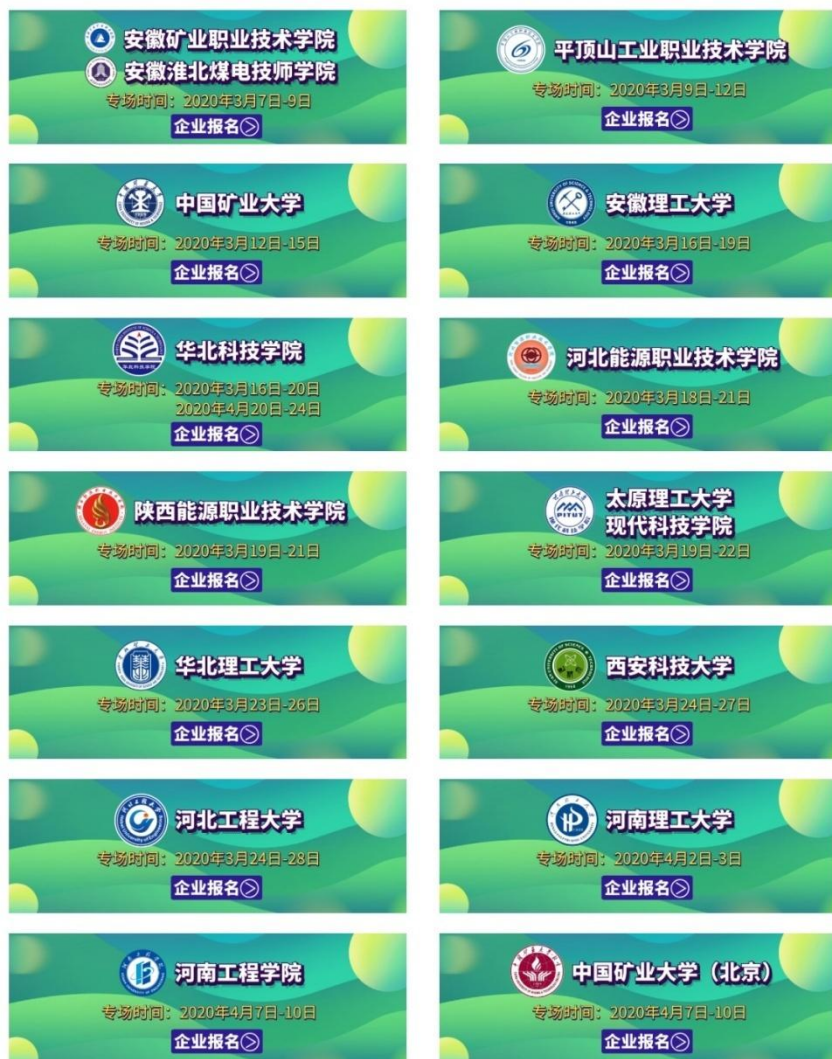 安徽矿业职业技术学院
安徽淮北煤电技师学院
专场时间：2020年3月7日-9日
企业报名
平顶山工业职业技术学院
专场时间：2020年3月9日-12日
企业报名
中国矿业大学
专场时间：2020年3月12日-15日
企业报名
安徽理工大学
专场时间：2020年3月16日-19日
企业报名
华北科技学院
专场时间：2020年3月16日-20日
2020年4月20日-24日
企业报名
河北能源职业技术学院
专场时间：2020年3月18日-21日
企业报名
陕西能源职业技术学院
专场时间：2020年3月19日-21日
企业报名
太原理工大学
现代科技学院
专场时间：2020年3月19日-22日
企业报名
华北理工大学
专场时间：2020年3月23日-26日
企业报名
西安科技大学
专场时间：2020年3月24日-27日
企业报名
河北工程大学
专场时间：2020年3月24日-28日
企业报名
河南理工大学
专场时间：2020年4月2日-3日
企业报名
河南工程学院
专场时间：2020年4月7日-10日
企业报名
中国矿业大学（北京）
专场时间：2020年4月7日-10日
企业报名